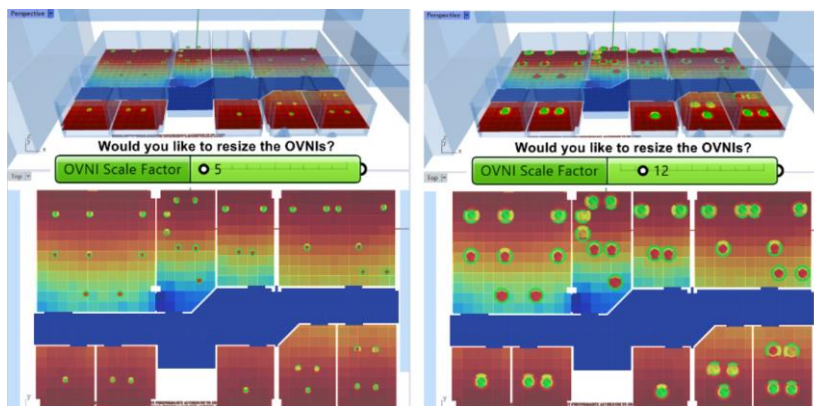 Perspective
Perspective
Would you like to resize the OVNIs?
OVNI Scale Factor
5
Would you like to resize the OVNIs?
OVNI Scale Factor
12
Top
Top